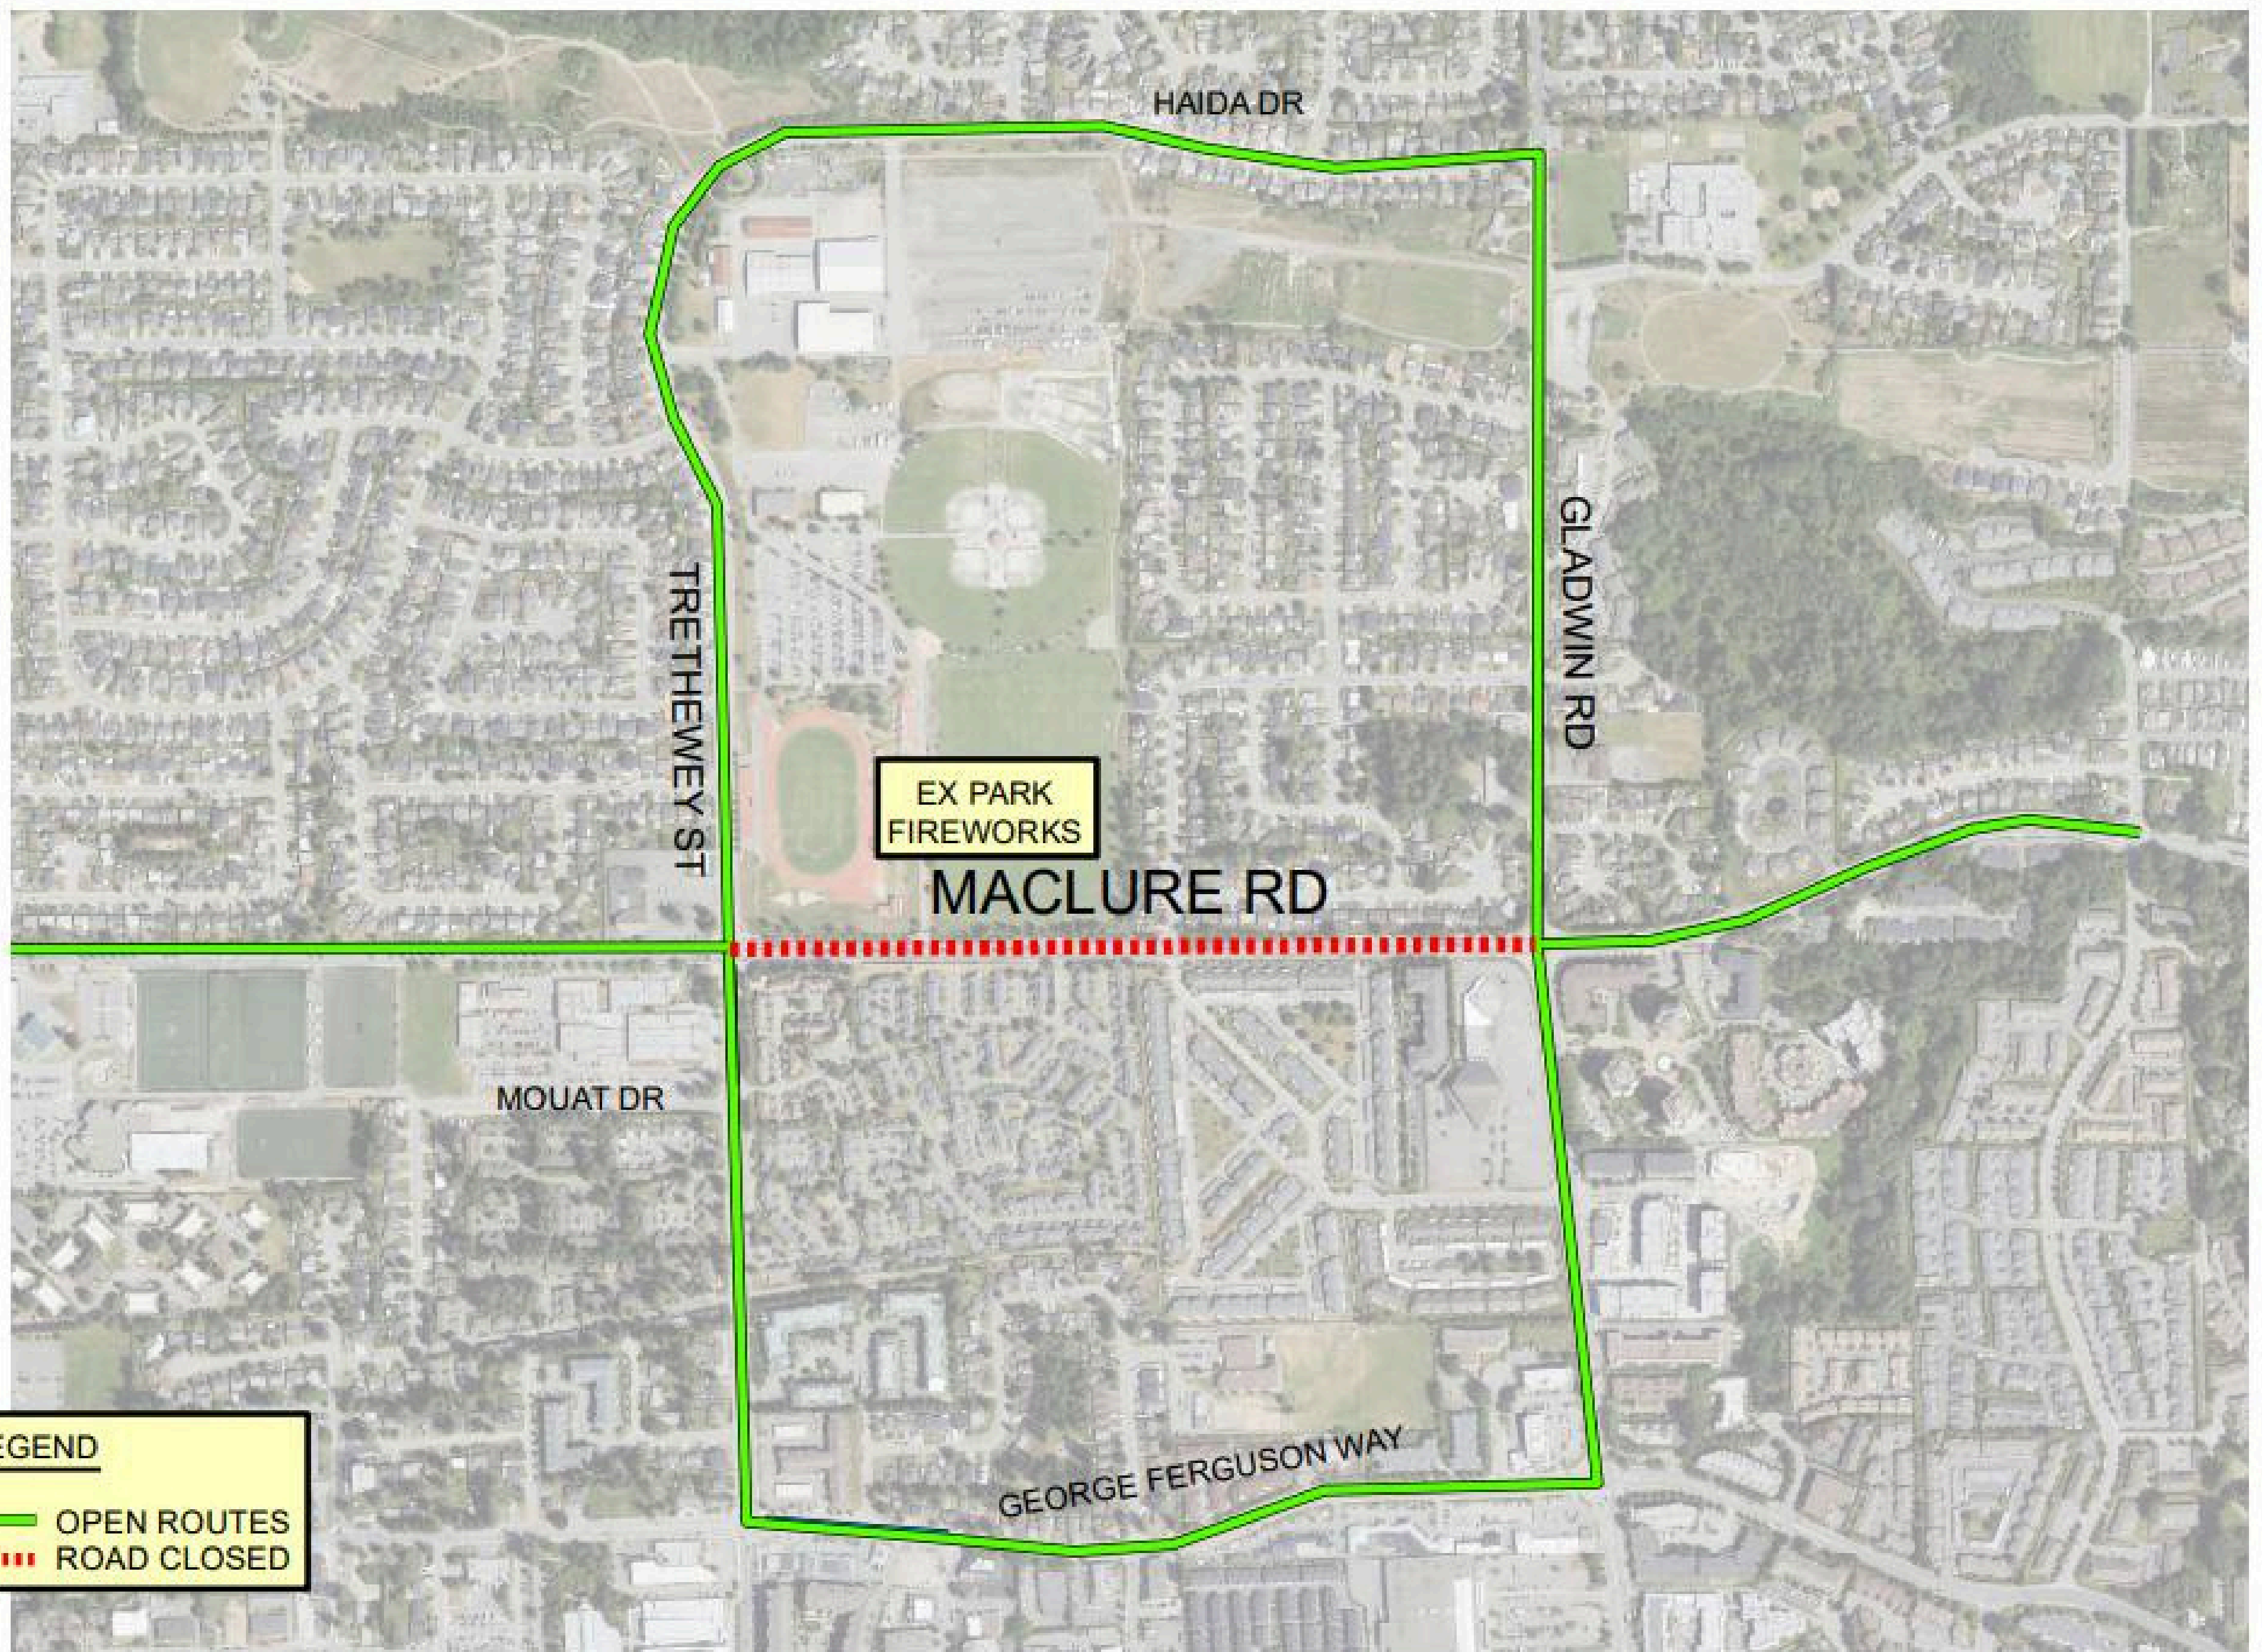 HAIDA DR
GLADWIN RD
TRETHEWEY ST
EX PARK
FIREWORKS
MACLURE RD
MOUAT DR
GEORGE FERGUSON WAY
EGEND
OPEN ROUTES
ROAD CLOSED